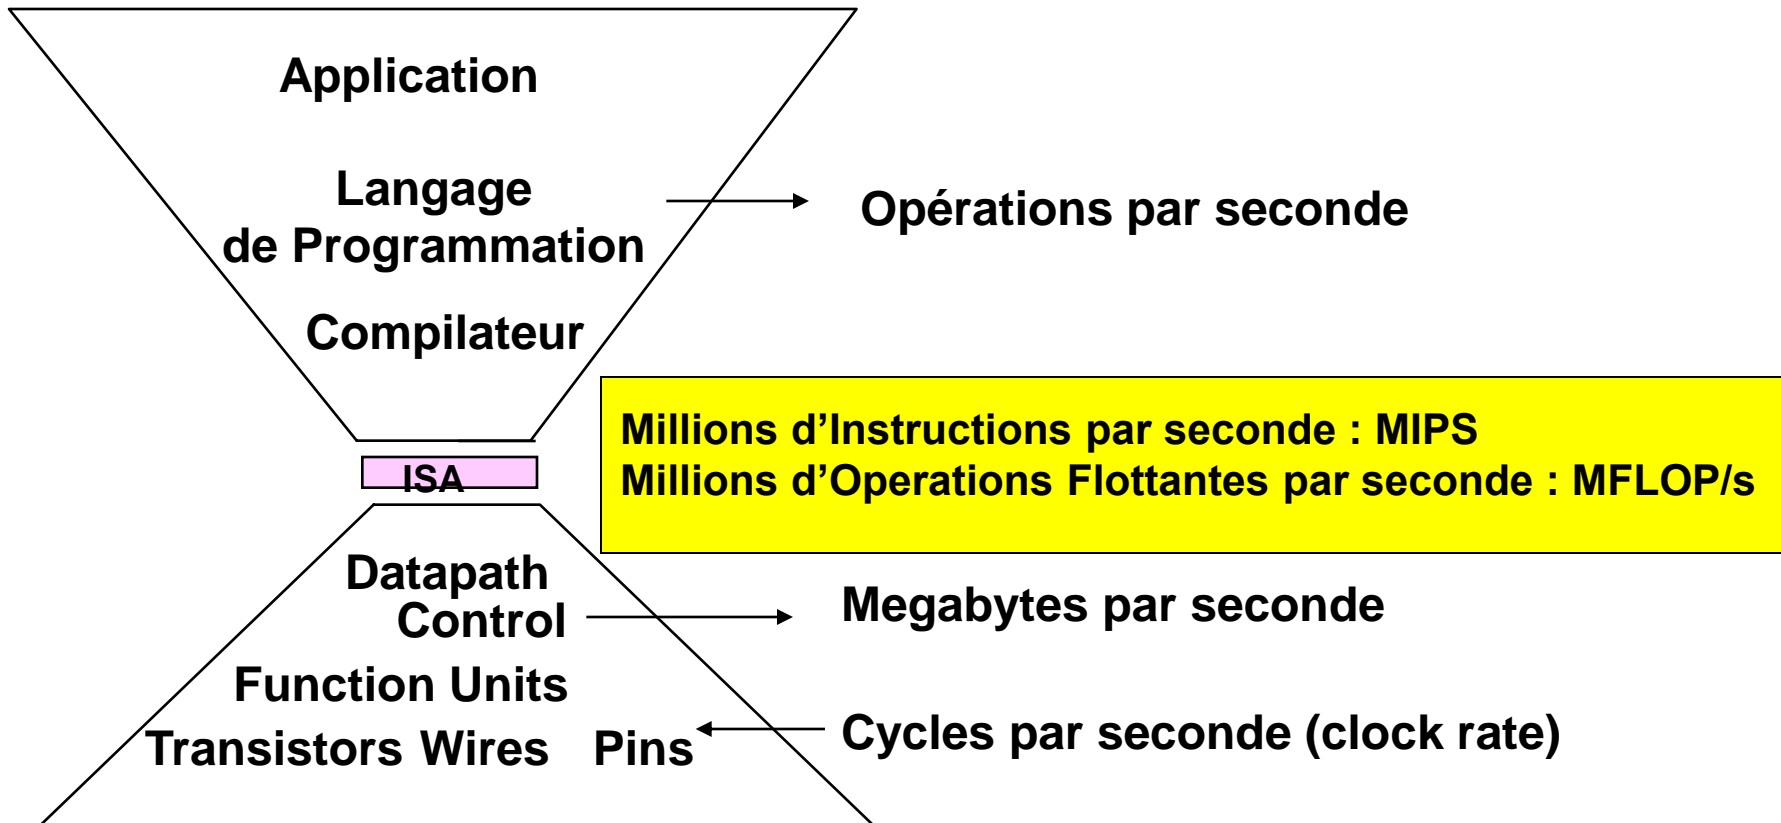 Application
Langage
de Programmation
Opérations par seconde
Compilateur
Millions d’Instructions par seconde : MIPS
Millions d’Operations Flottantes par seconde : MFLOP/s
ISA
Datapath
Control
Megabytes par seconde
Function Units
Transistors Wires Pins
Cycles par seconde (clock rate)